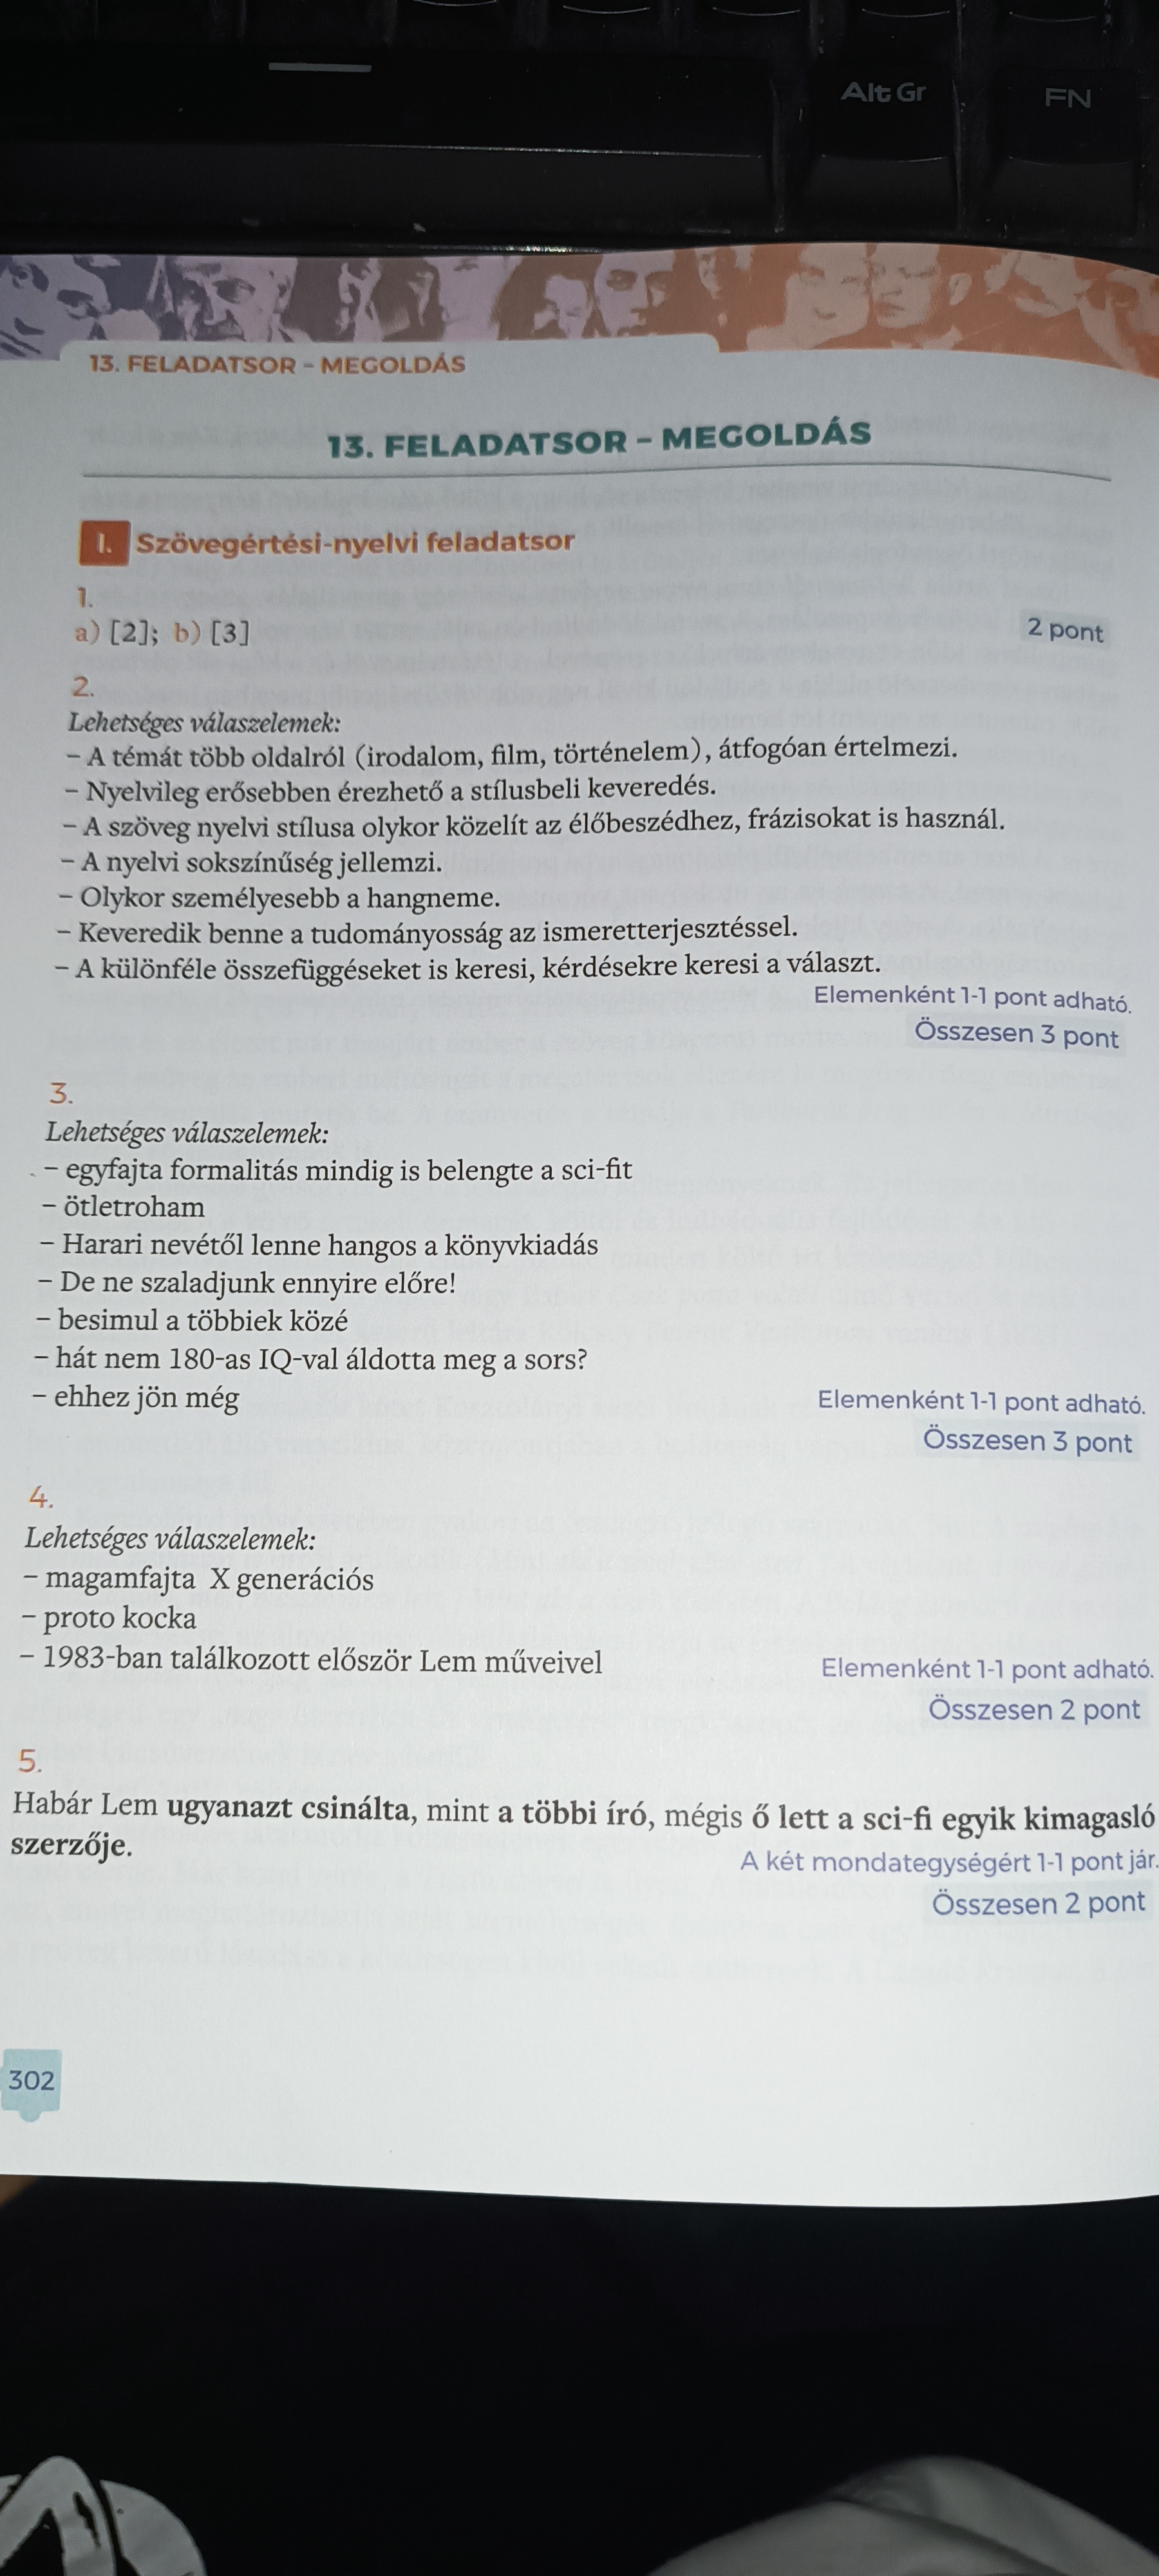 Alt Gr
FN
13. FELADATSOR – MEGOLDÁS
13. FELADATSOR – MEGOLDÁS
I. Szövegértési-nyelvi feladatsor
1.
a) [2]; b) [3]
2 pont
2.
Lehetséges válaszelemek:
– A témát több oldalról (irodalom, film, történelem), átfogóan értelmezi.
– Nyelvileg erősebben érezhető a stílusbeli keveredés.
– A szöveg nyelvi stílusa olykor közelít az élőbeszédhez, frázisokat is használ.
– A nyelvi sokszínűség jellemzi.
– Olykor személyesebb a hangneme.
– Keveredik benne a tudományosság az ismeretterjesztéssel.
– A különféle összefüggéseket is keresi, kérdésekre keresi a választ.
Elemenként 1-1 pont adható.
Összesen 3 pont
3.
Lehetséges válaszelemek:
– egyfajta formalitás mindig is belengte a sci-fit
– ötletroham
– Harari nevétől lenne hangos a könyvkiadás
– De ne szaladjunk ennyire előre!
– besimul a többiek közé
– hát nem 180-as IQ-val áldotta meg a sors?
– ehhez jön még
Elemenként 1-1 pont adható.
Összesen 3 pont
4.
Lehetséges válaszelemek:
– magamfajta X generációs
– proto kocka
– 1983-ban találkozott először Lem műveivel
Elemenként 1-1 pont adható.
Összesen 2 pont
5.
Habár Lem ugyanazt csinálta, mint a többi író, mégis ő lett a sci-fi egyik kimagasló
szerzője.
A két mondategységért 1-1 pont jár.
Összesen 2 pont
302